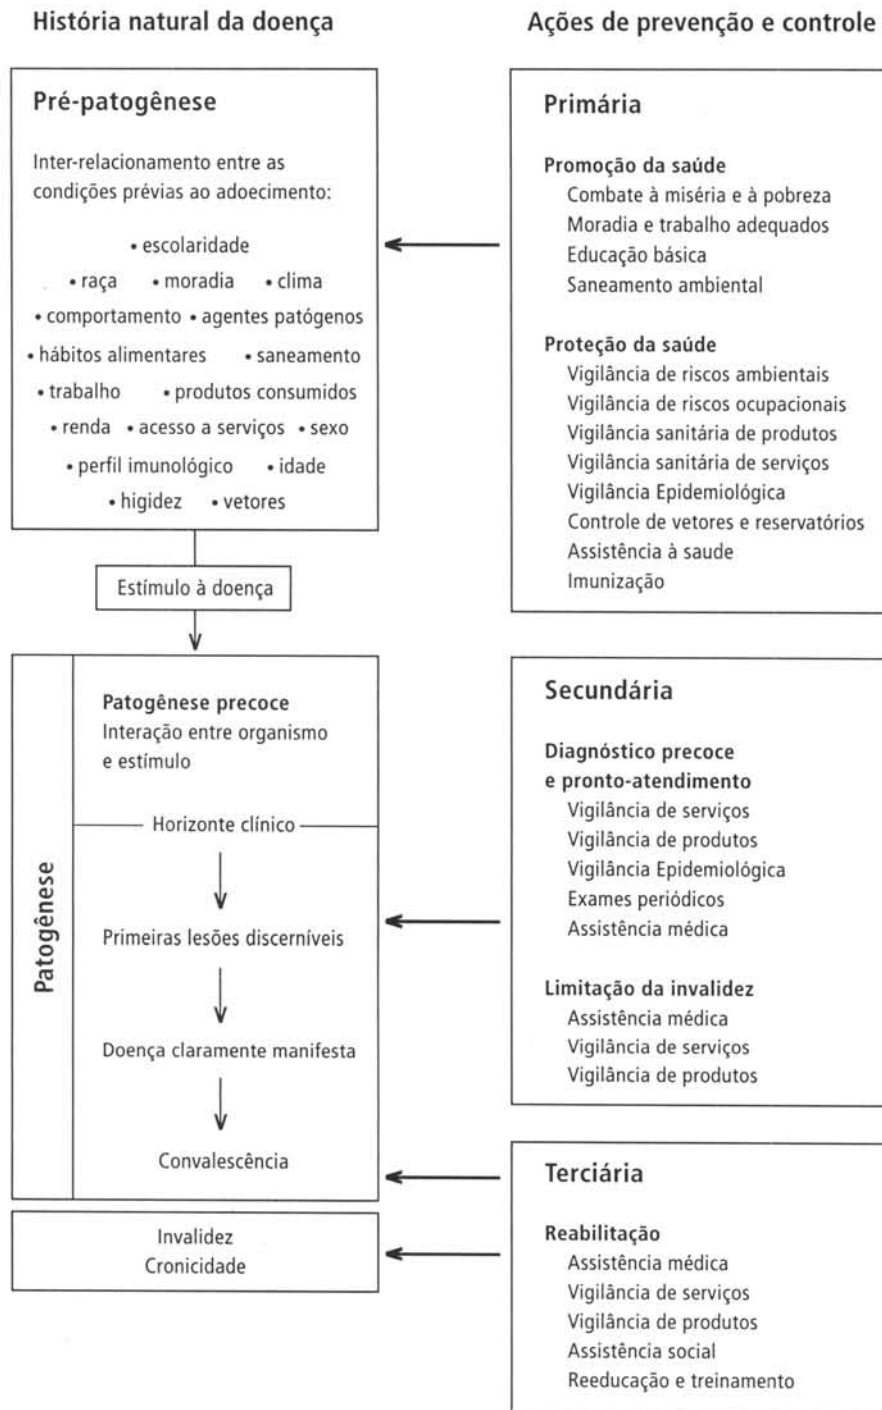 História natural da doença
Ações de prevenção e controle
Pré-patogênese
Inter-relacionamento entre as
condições prévias ao adoecimento:
• escolaridade
• raça • moradia • clima
• comportamento • agentes patógenos
• hábitos alimentares • saneamento
• trabalho • produtos consumidos
• renda • acesso a serviços • sexo
• perfil imunológico • idade
• higidez • vetores
Estímulo à doença
Patogênese
Patogênese precoce
Interação entre organismo
e estímulo
Horizonte clínico
Primeiras lesões discerníveis
Doença claramente manifesta
Convalescência
Invalidez
Cronicidade
Primária
Promoção da saúde
Combate à miséria e à pobreza
Moradia e trabalho adequados
Educação básica
Saneamento ambiental
Proteção da saúde
Vigilância de riscos ambientais
Vigilância de riscos ocupacionais
Vigilância sanitária de produtos
Vigilância sanitária de serviços
Vigilância Epidemiológica
Controle de vetores e reservatórios
Assistência à saude
Imunização
Secundária
Diagnóstico precoce
e pronto-atendimento
Vigilância de serviços
Vigilância de produtos
Vigilância Epidemiológica
Exames periódicos
Assistência médica
Limitação da invalidez
Assistência médica
Vigilância de serviços
Vigilância de produtos
Terciária
Reabilitação
Assistência médica
Vigilância de serviços
Vigilância de produtos
Assistência social
Reeducação e treinamento